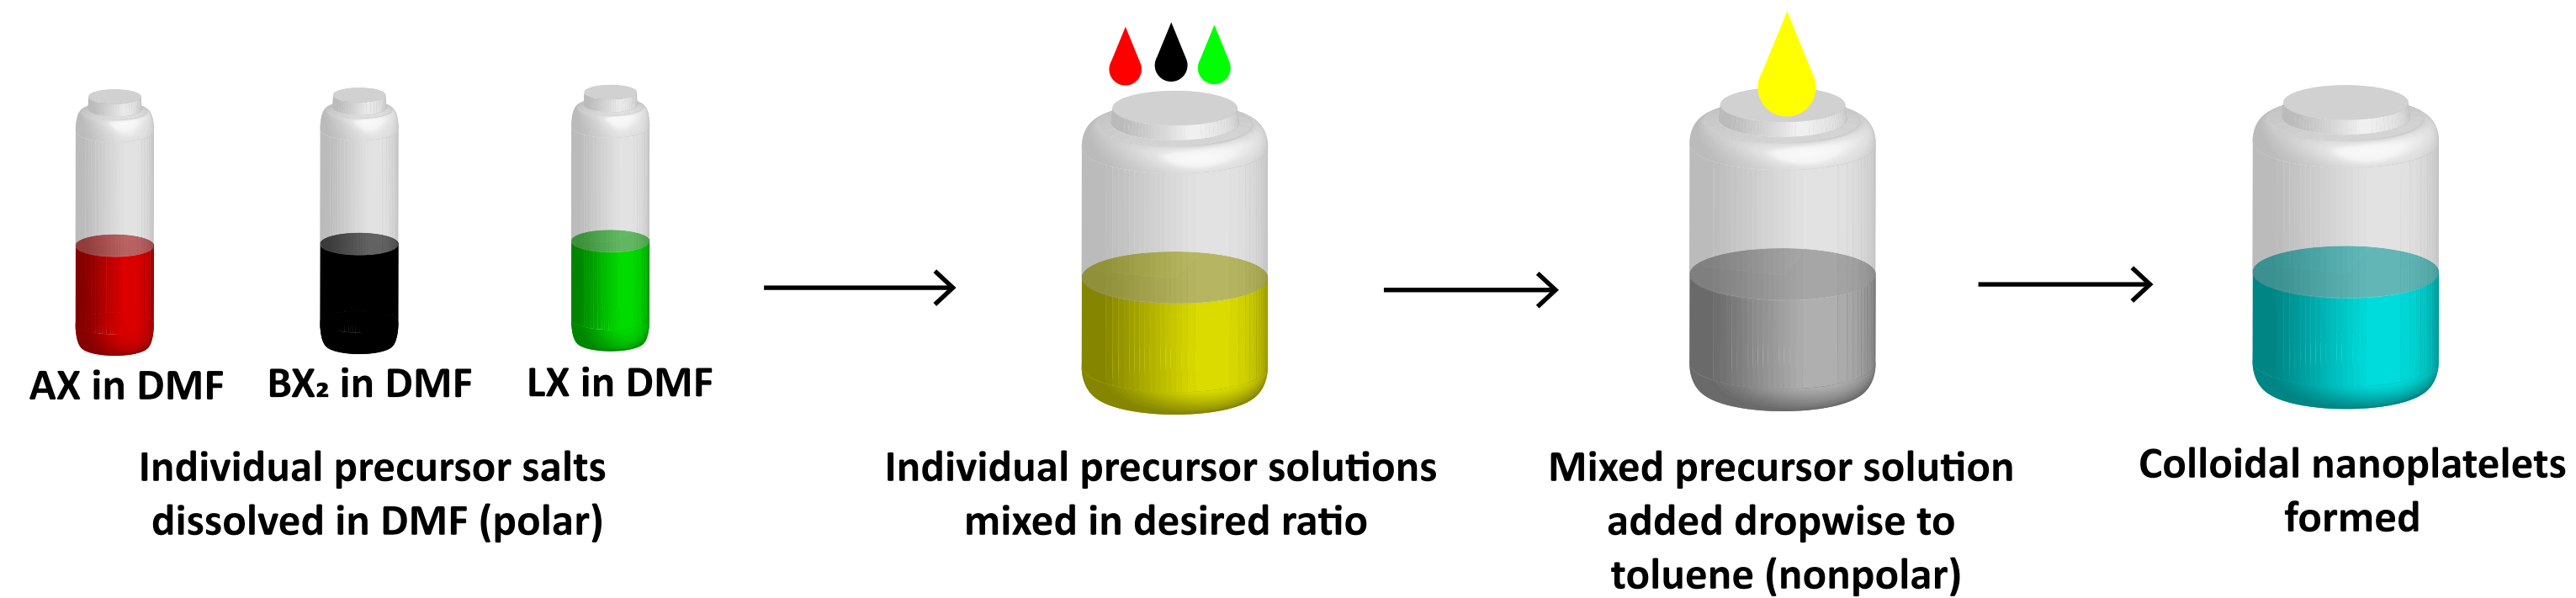 AX in DMF
BX₂ in DMF
LX in DMF
Individual precursor salts
dissolved in DMF (polar)
Individual precursor solutions
mixed in desired ratio
Mixed precursor solution
added dropwise to
toluene (nonpolar)
Colloidal nanoplatelets
formed